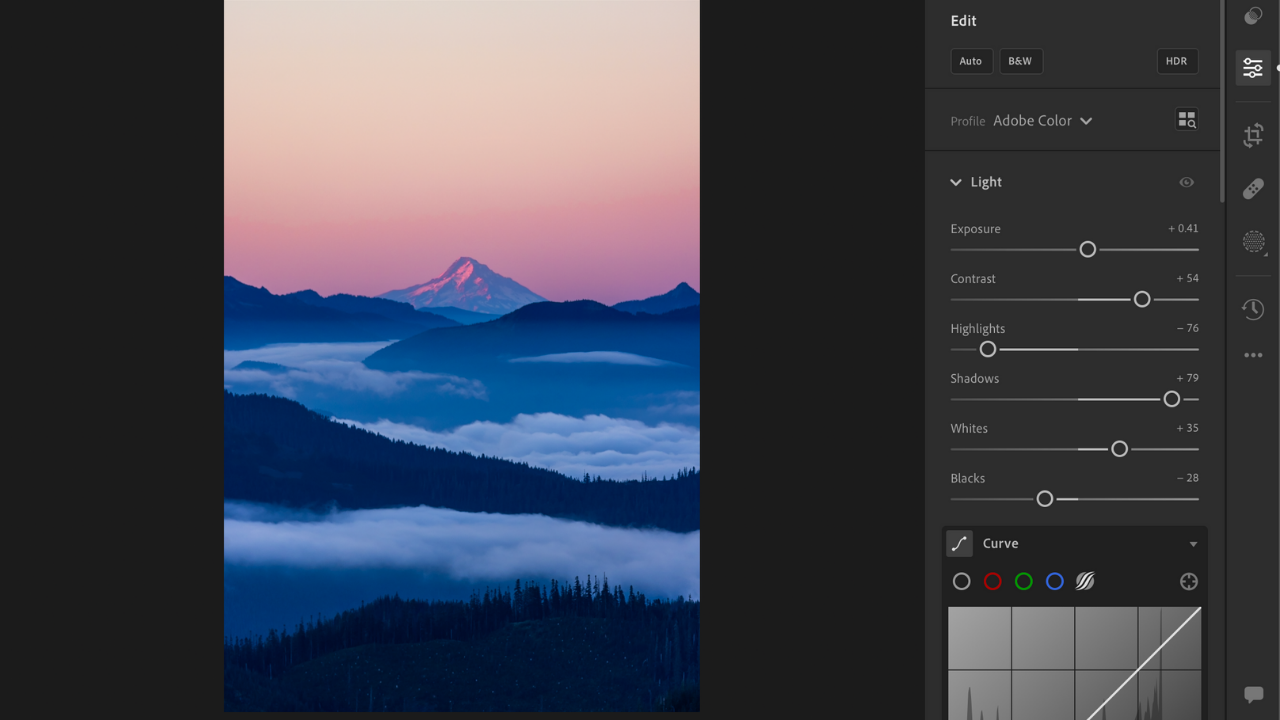 Edit
Auto B&W HDR
Profile Adobe Color
Light
Exposure + 0.41
Contrast + 54
Highlights – 76
Shadows + 79
Whites + 35
Blacks – 28
Curve